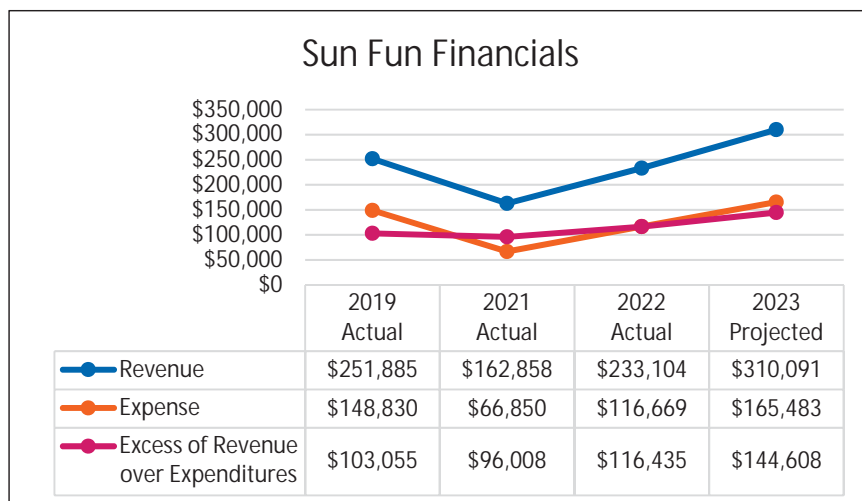 Sun Fun Financials
$350,000
$300,000
$250,000
$200,000
$150,000
$100,000
$50,000
$0
2019 2021 2022 2023
Actual Actual Actual Projected
Revenue $251,885 $162,858 $233,104 $310,091
Expense $148,830 $66,850 $116,669 $165,483
Excess of Revenue
over Expenditures $103,055 $96,008 $116,435 $144,608